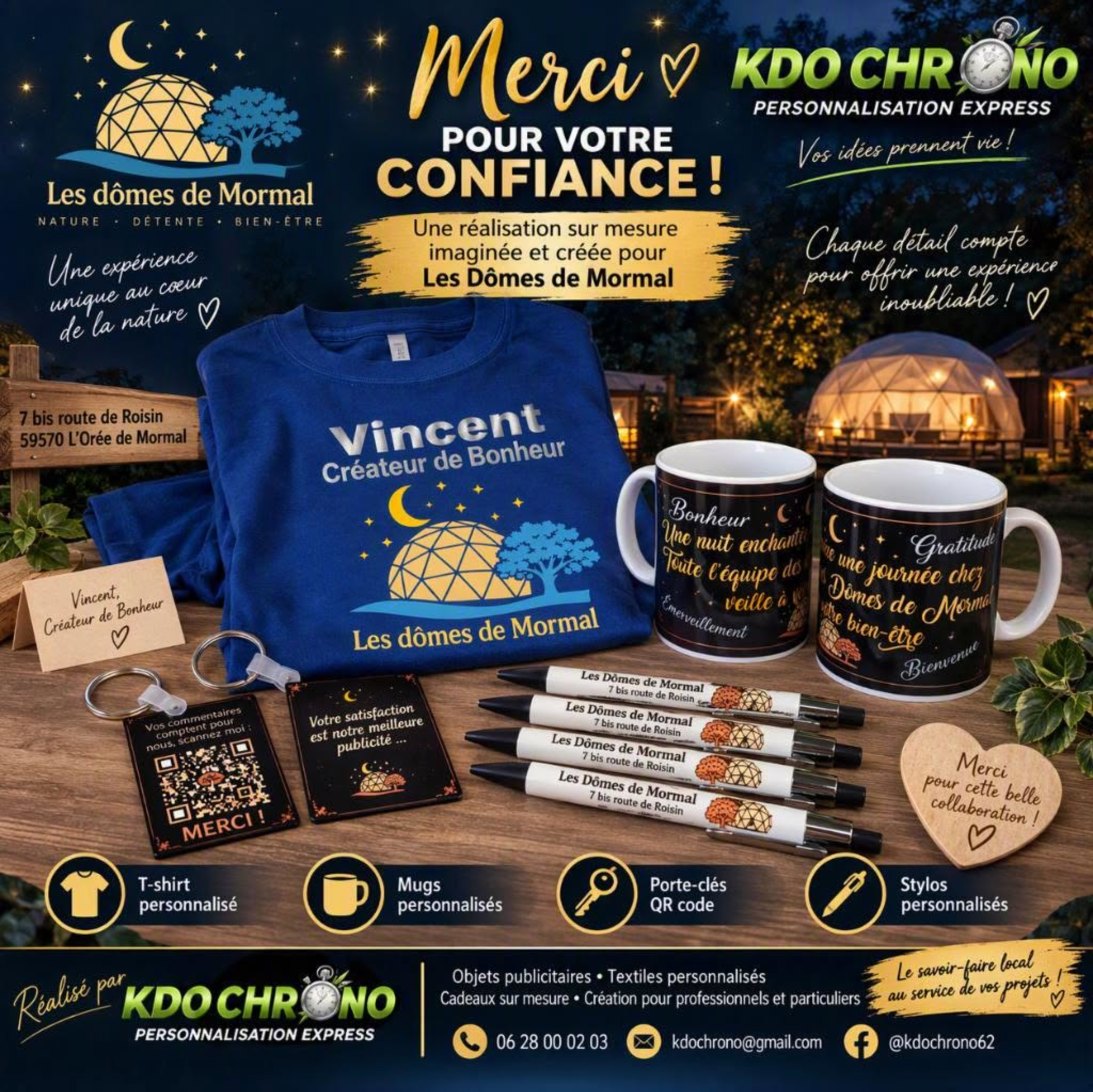 Les dômes de Mormal
NATURE • DÉTENTE • BIEN-ÊTRE
Une expérience
unique au cœur
de la nature
Merci
POUR VOTRE
CONFIANCE !
Une réalisation sur mesure
imaginée et créée pour
Les Dômes de Mormal
KDO CHRONO
PERSONNALISATION EXPRESS
Vos idées prennent vie !
Chaque détail compte
pour offrir une expérience
inoubliable !
7 bis route de Roisin
59570 L'Orée de Mormal
Vincent
Créateur de Bonheur
Les dômes de Mormal
Bonheur
Une nuit enchante
Toute l'équipe des
veille à
Émerveillement
Gratitude
une journée chez
Dômes de Mormal
bien-être
Bienvenue
Vincent,
Créateur de Bonheur
Vos commentaires
comptent pour
nous, scannez moi :
MERCI !
Votre satisfaction
est notre meilleure
publicité ...
Les Dômes de Mormal
7 bis route de Roisin
Les Dômes de Mormal
7 bis route de Roisin
Les Dômes de Mormal
7 bis route de Roisin
Les Dômes de Mormal
7 bis route de Roisin
Merci
pour cette belle
collaboration !
T-shirt
personnalisé
Mugs
personnalisés
Porte-clés
QR code
Stylos
personnalisés
Réalisé par
KDO CHRONO
PERSONNALISATION EXPRESS
Objets publicitaires • Textiles personnalisés
Cadeaux sur mesure • Création pour professionnels et particuliers
06 28 00 02 03
kdochrono@gmail.com
@kdochrono62
Le savoir-faire local
au service de vos projets !